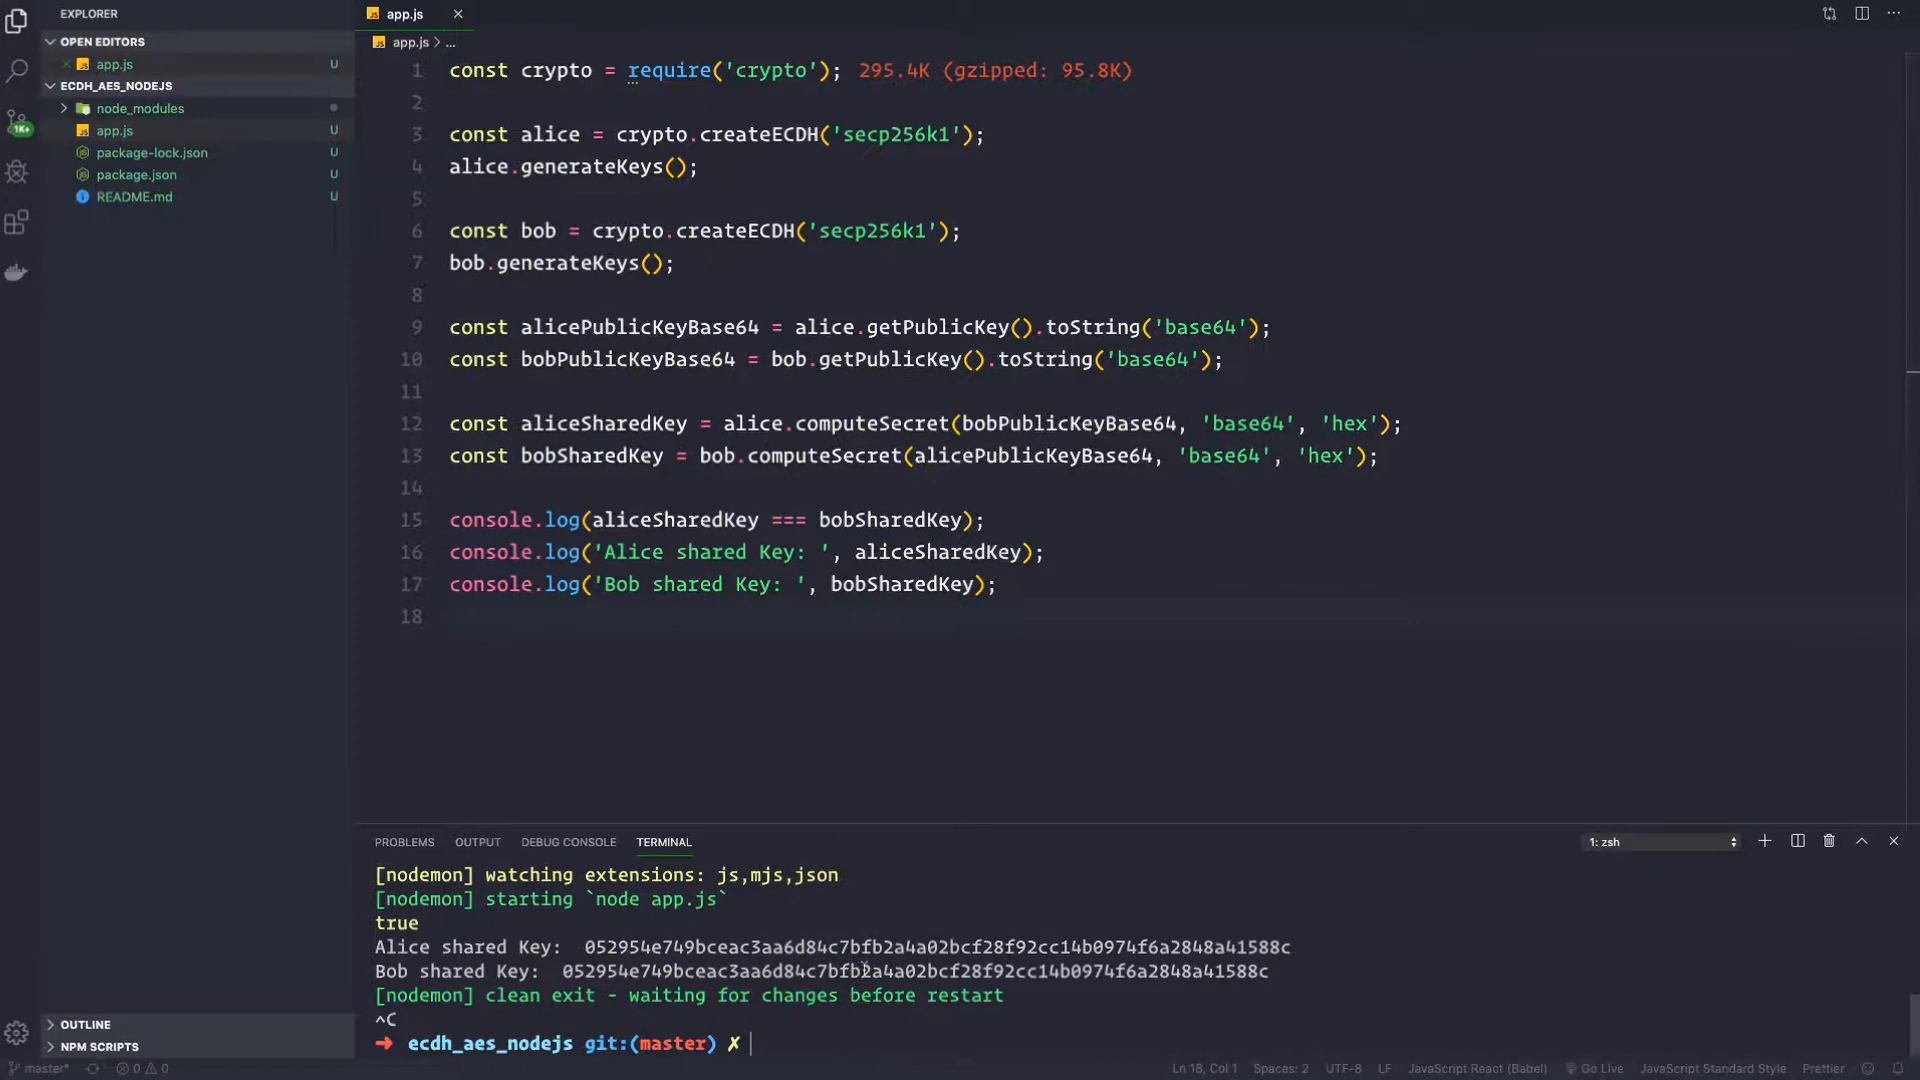 EXPLORER
OPEN EDITORS
app.js U
ECDH_AES_NODEJS
node_modules
app.js U
package-lock.json U
package.json U
README.md U
1K+
OUTLINE
NPM SCRIPTS
app.js
app.js > ...
1 const crypto = require('crypto'); 295.4K (gzipped: 95.8K)
2
3 const alice = crypto.createECDH('secp256k1');
4 alice.generateKeys();
5
6 const bob = crypto.createECDH('secp256k1');
7 bob.generateKeys();
8
9 const alicePublicKeyBase64 = alice.getPublicKey().toString('base64');
10 const bobPublicKeyBase64 = bob.getPublicKey().toString('base64');
11
12 const aliceSharedKey = alice.computeSecret(bobPublicKeyBase64, 'base64', 'hex');
13 const bobSharedKey = bob.computeSecret(alicePublicKeyBase64, 'base64', 'hex');
14
15 console.log(aliceSharedKey === bobSharedKey);
16 console.log('Alice shared Key: ', aliceSharedKey);
17 console.log('Bob shared Key: ', bobSharedKey);
18
PROBLEMS OUTPUT DEBUG CONSOLE TERMINAL 1: zsh
[nodemon] watching extensions: js,mjs,json
[nodemon] starting `node app.js`
true
Alice shared Key:  052954e749bceac3aa6d84c7bfb2a4a02bcf28f92cc14b0974f6a2848a41588c
Bob shared Key:  052954e749bceac3aa6d84c7bfb2a4a02bcf28f92cc14b0974f6a2848a41588c
[nodemon] clean exit - waiting for changes before restart
^C
➜ ecdh_aes_nodejs git:(master) ✗
master* 0 0 Ln 18, Col 1 Spaces: 2 UTF-8 LF JavaScript React (Babel) Go Live JavaScript Standard Style Prettier